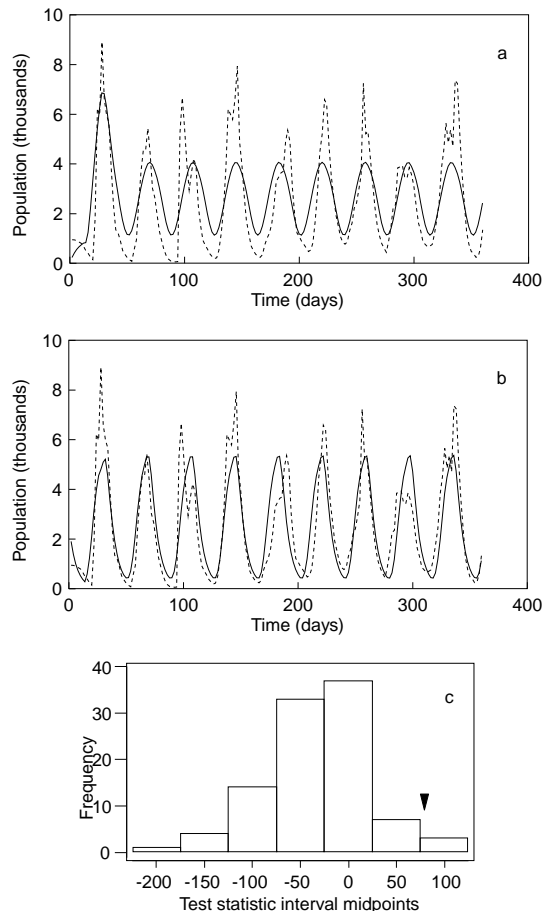 a
10
8
6
4
2
0
Population (thousands)
0 100 200 300 400
Time (days)
b
10
8
6
4
2
0
Population (thousands)
0 100 200 300 400
Time (days)
c
40
30
20
10
0
Frequency
-200 -150 -100 -50 0 50 100
Test statistic interval midpoints